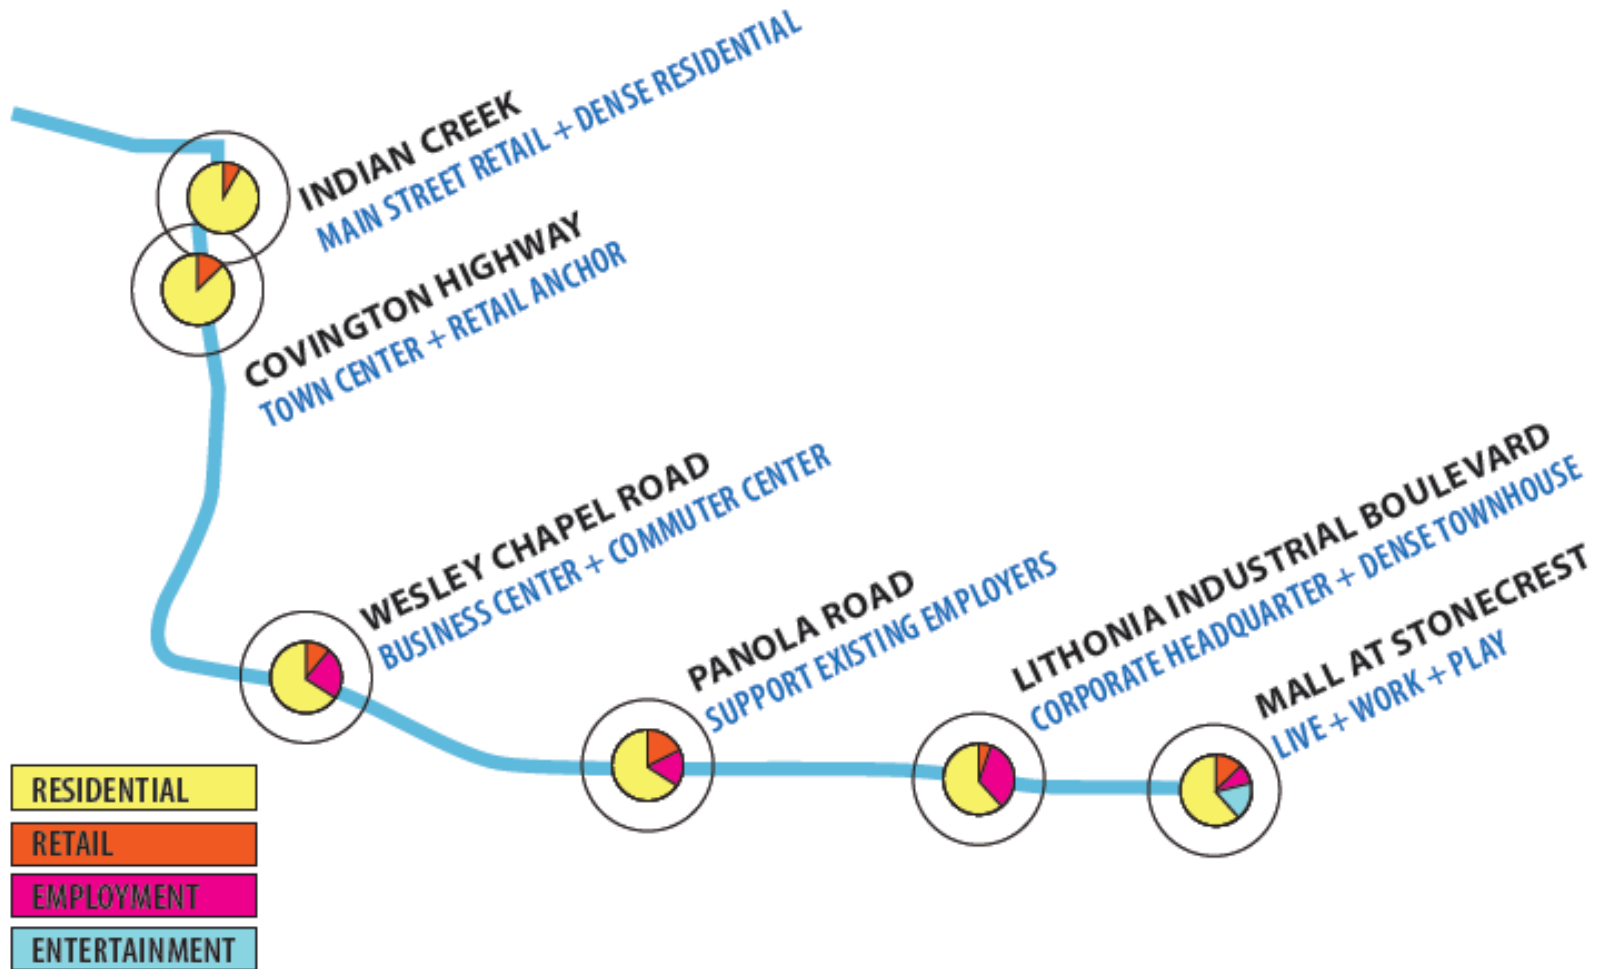 INDIAN CREEK
MAIN STREET RETAIL + DENSE RESIDENTIAL
COVINGTON HIGHWAY
TOWN CENTER + RETAIL ANCHOR
WESLEY CHAPEL ROAD
BUSINESS CENTER + COMMUTER CENTER
PANOLA ROAD
SUPPORT EXISTING EMPLOYERS
LITHONIA INDUSTRIAL BOULEVARD
CORPORATE HEADQUARTER + DENSE TOWNHOUSE
MALL AT STONECREST
LIVE + WORK + PLAY
RESIDENTIAL
RETAIL
EMPLOYMENT
ENTERTAINMENT